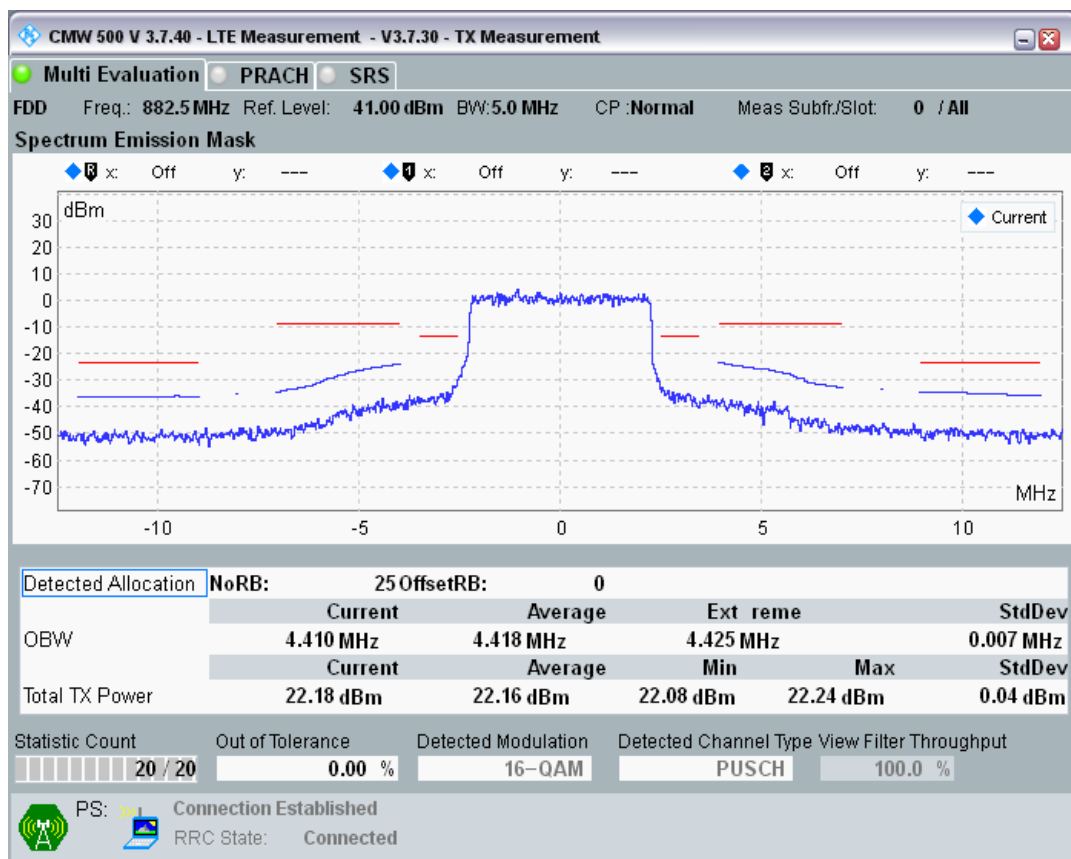 CMW 500 V 3.7.40 - LTE Measurement - V3.7.30 - TX Measurement
Multi Evaluation PRACH SRS
FDD Freq.: 882.5 MHz Ref. Level: 41.00 dBm BW:5.0 MHz CP :Normal Meas Subfr./Slot: 0 / All
Spectrum Emission Mask
R x: Off y: --- 1 x: Off y: --- 2 x: Off y: ---
dBm
Current
30
20
10
0
-10
-20
-30
-40
-50
-60
-70
MHz
-10 -5 0 5 10
Detected Allocation NoRB: 25 OffsetRB: 0
Current Average Ext reme StdDev
OBW 4.410 MHz 4.418 MHz 4.425 MHz 0.007 MHz
Current Average Min Max StdDev
Total TX Power 22.18 dBm 22.16 dBm 22.08 dBm 22.24 dBm 0.04 dBm
Statistic Count Out of Tolerance Detected Modulation Detected Channel Type View Filter Throughput
20 / 20 0.00 % 16-QAM PUSCH 100.0 %
PS: Connection Established
RRC State: Connected